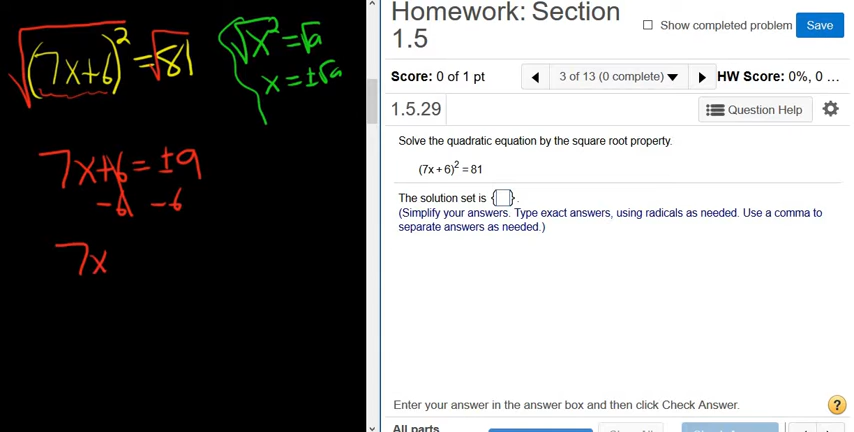 √(7x+6)² = √81
√x² = √a
x = ±√a
7x+6 = ±9
-6 -6
7x
Homework: Section 1.5
Show completed problem
Save
Score: 0 of 1 pt
3 of 13 (0 complete)
HW Score: 0%, 0 ...
1.5.29
Question Help
Solve the quadratic equation by the square root property.
(7x + 6)² = 81
The solution set is { }.
(Simplify your answers. Type exact answers, using radicals as needed. Use a comma to
separate answers as needed.)
Enter your answer in the answer box and then click Check Answer.
?
All parts